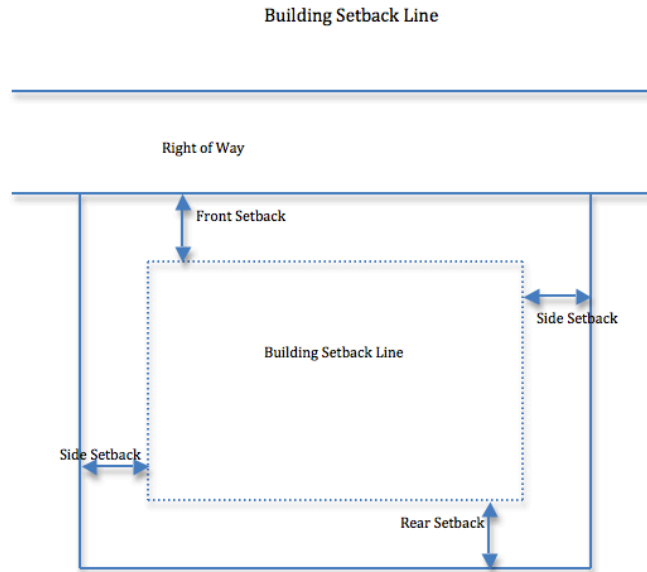 Building Setback Line
Right of Way
Front Setback
Side Setback
Building Setback Line
Side Setback
Rear Setback